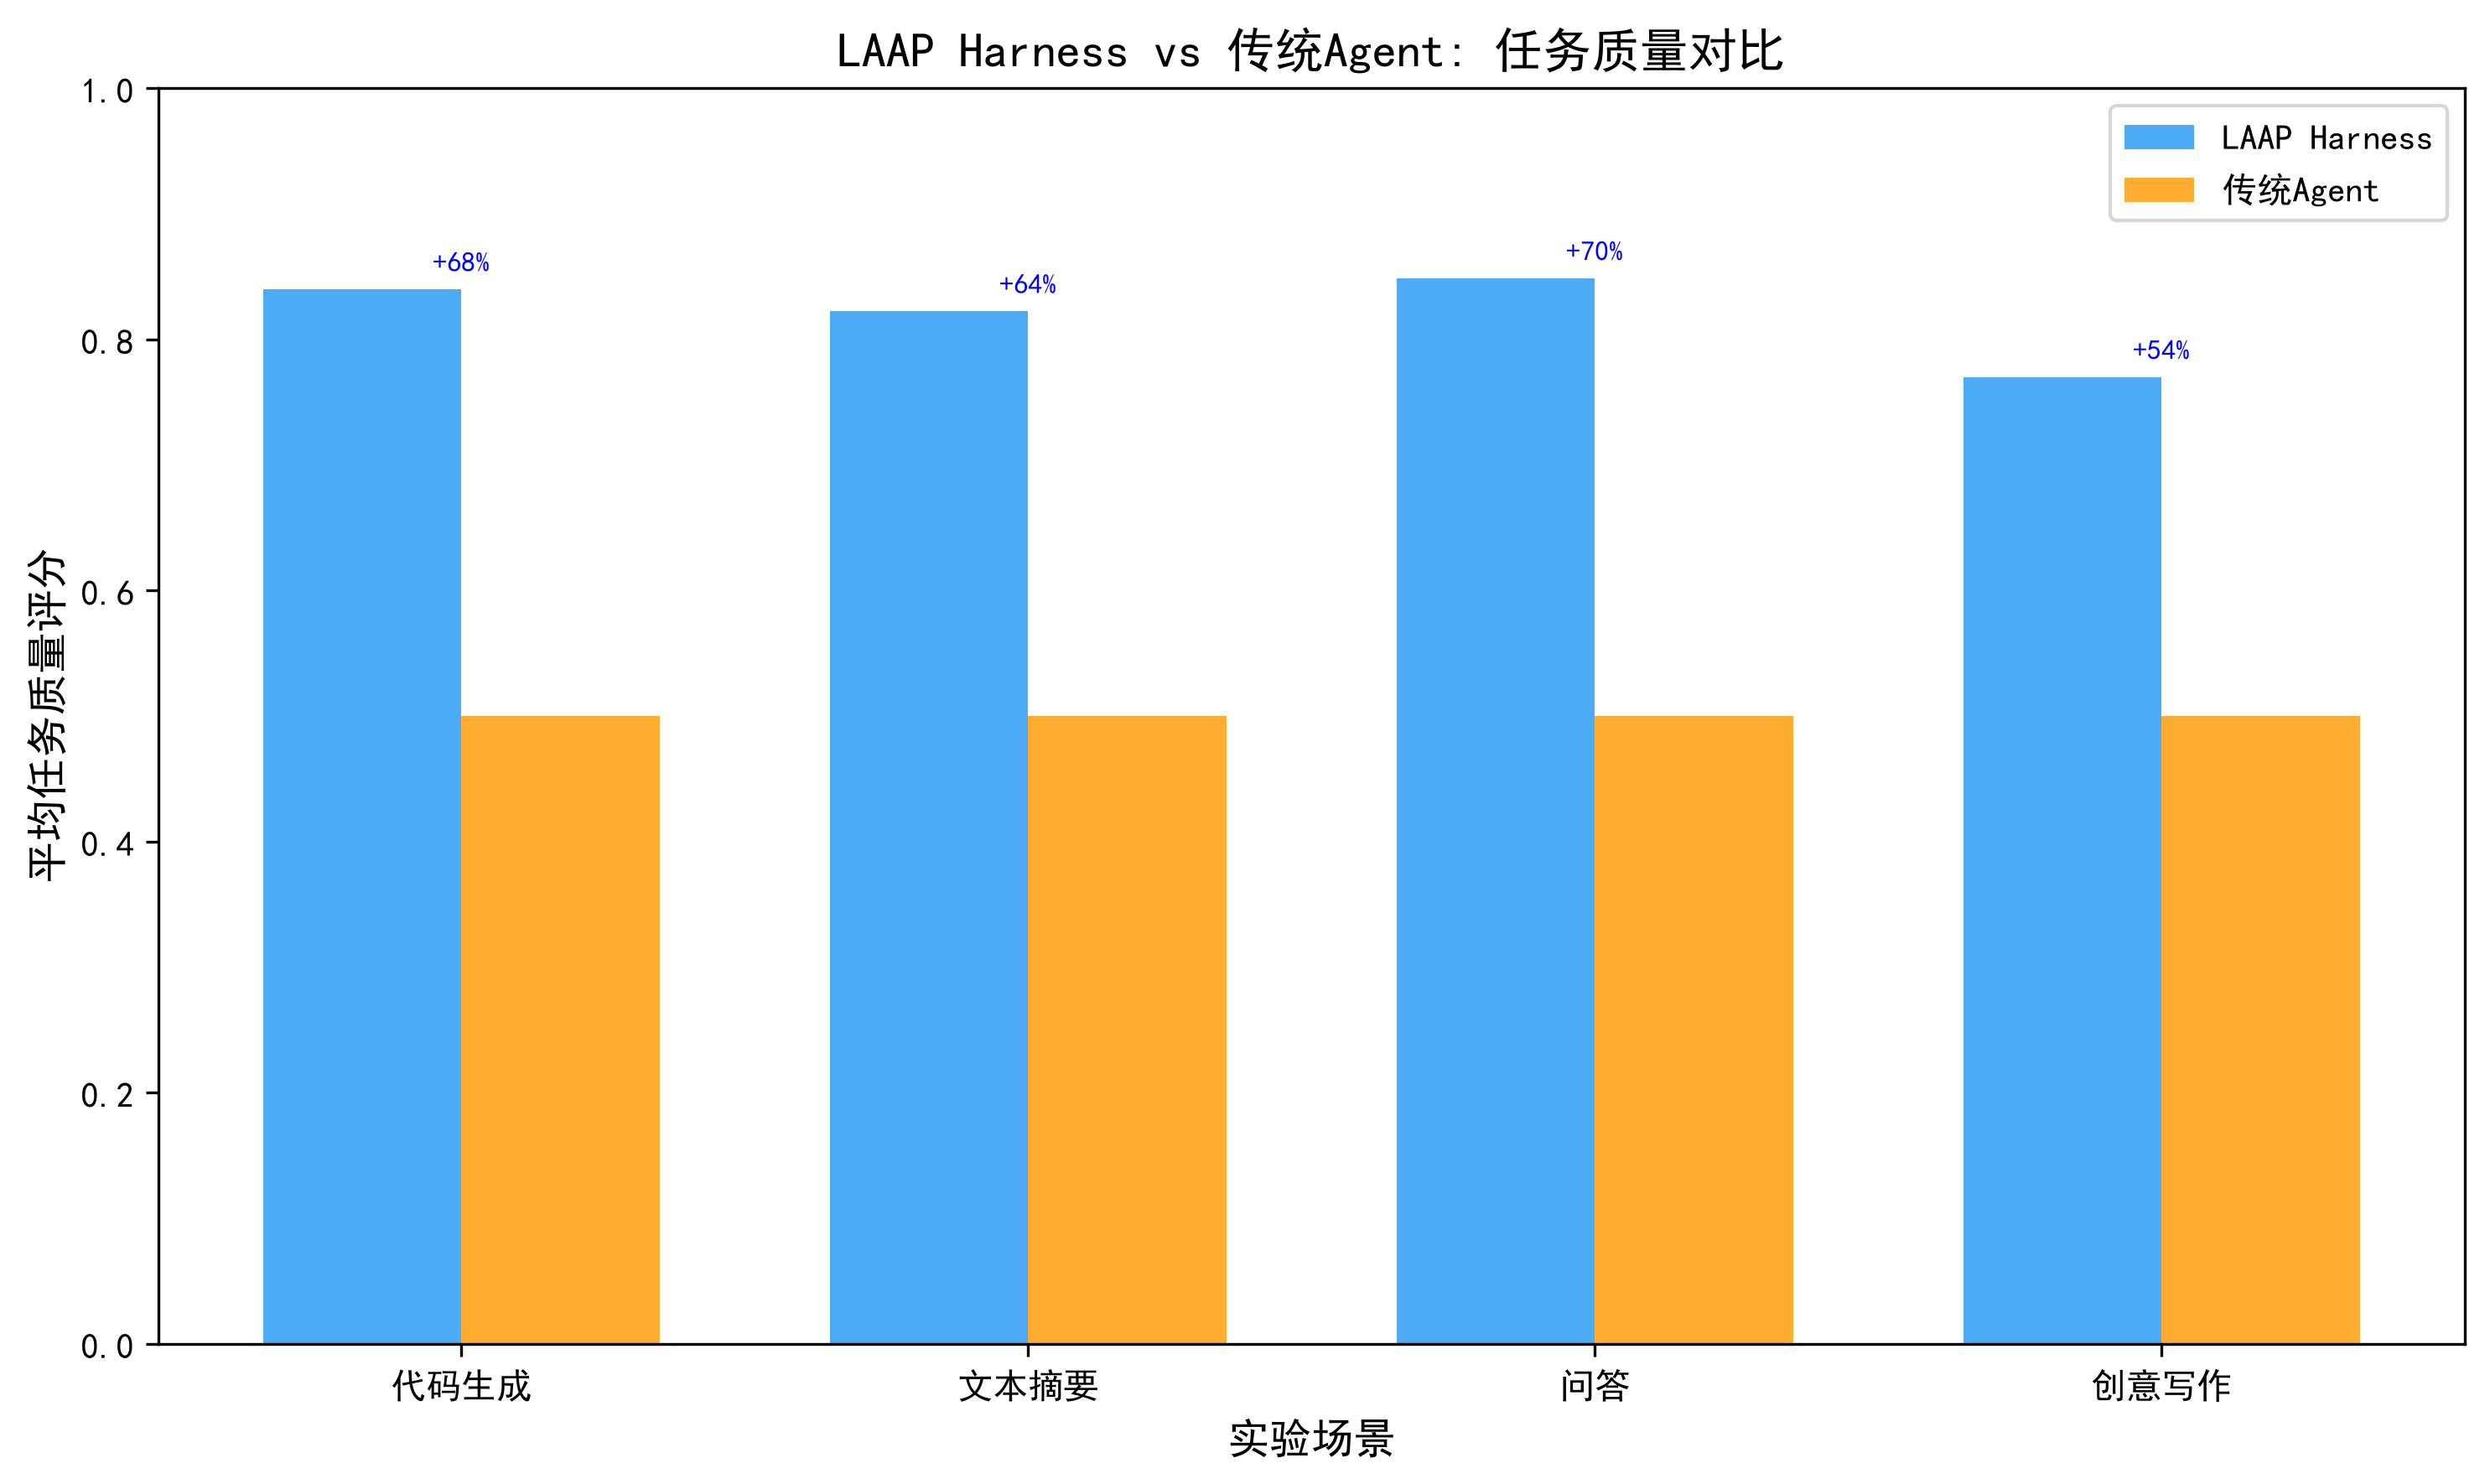 LAAP Harness vs 传统Agent: 任务质量对比
LAAP Harness
传统Agent
+68%
+64%
+70%
+54%
平均任务质量评分
1.0
0.8
0.6
0.4
0.2
0.0
代码生成
文本摘要
问答
创意写作
实验场景